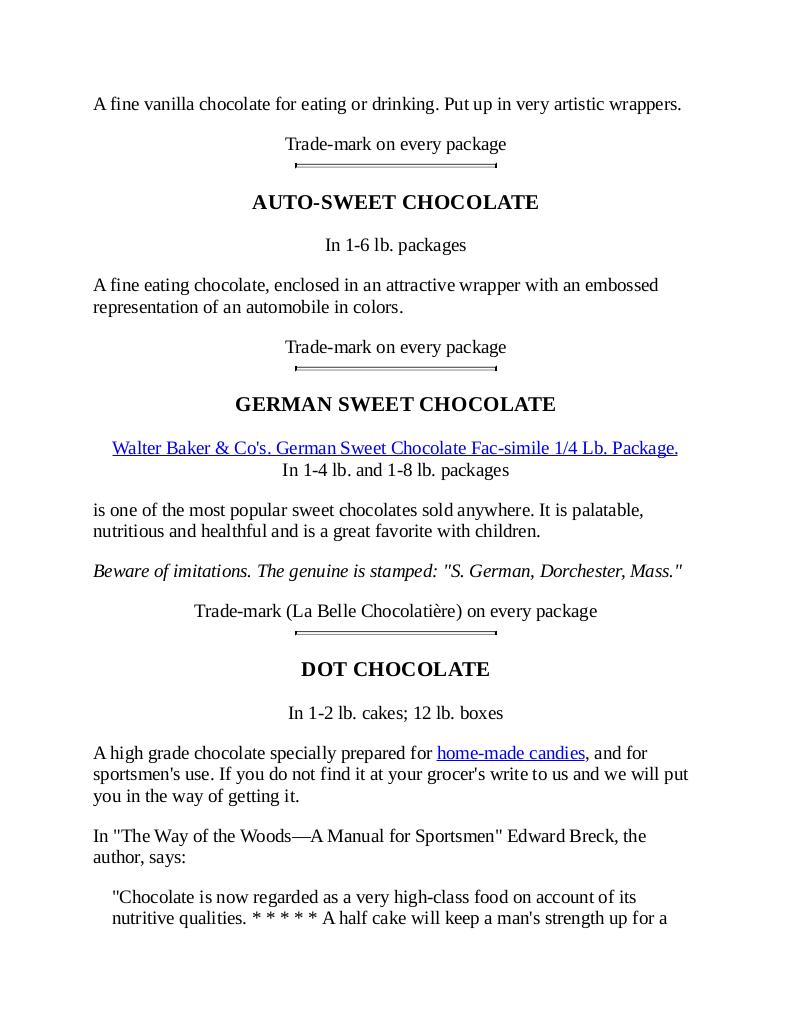 A fine vanilla chocolate for eating or drinking. Put up in very artistic wrappers.
Trade-mark on every package
AUTO-SWEET CHOCOLATE
In 1-6 lb. packages
A fine eating chocolate, enclosed in an attractive wrapper with an embossed
representation of an automobile in colors.
Trade-mark on every package
GERMAN SWEET CHOCOLATE
Walter Baker & Co's. German Sweet Chocolate Fac-simile 1/4 Lb. Package.
In 1-4 lb. and 1-8 lb. packages
is one of the most popular sweet chocolates sold anywhere. It is palatable,
nutritious and healthful and is a great favorite with children.
Beware of imitations. The genuine is stamped: "S. German, Dorchester, Mass."
Trade-mark (La Belle Chocolatière) on every package
DOT CHOCOLATE
In 1-2 lb. cakes; 12 lb. boxes
A high grade chocolate specially prepared for home-made candies, and for
sportsmen's use. If you do not find it at your grocer's write to us and we will put
you in the way of getting it.
In "The Way of the Woods—A Manual for Sportsmen" Edward Breck, the
author, says:
"Chocolate is now regarded as a very high-class food on account of its
nutritive qualities. * * * * * A half cake will keep a man's strength up for a